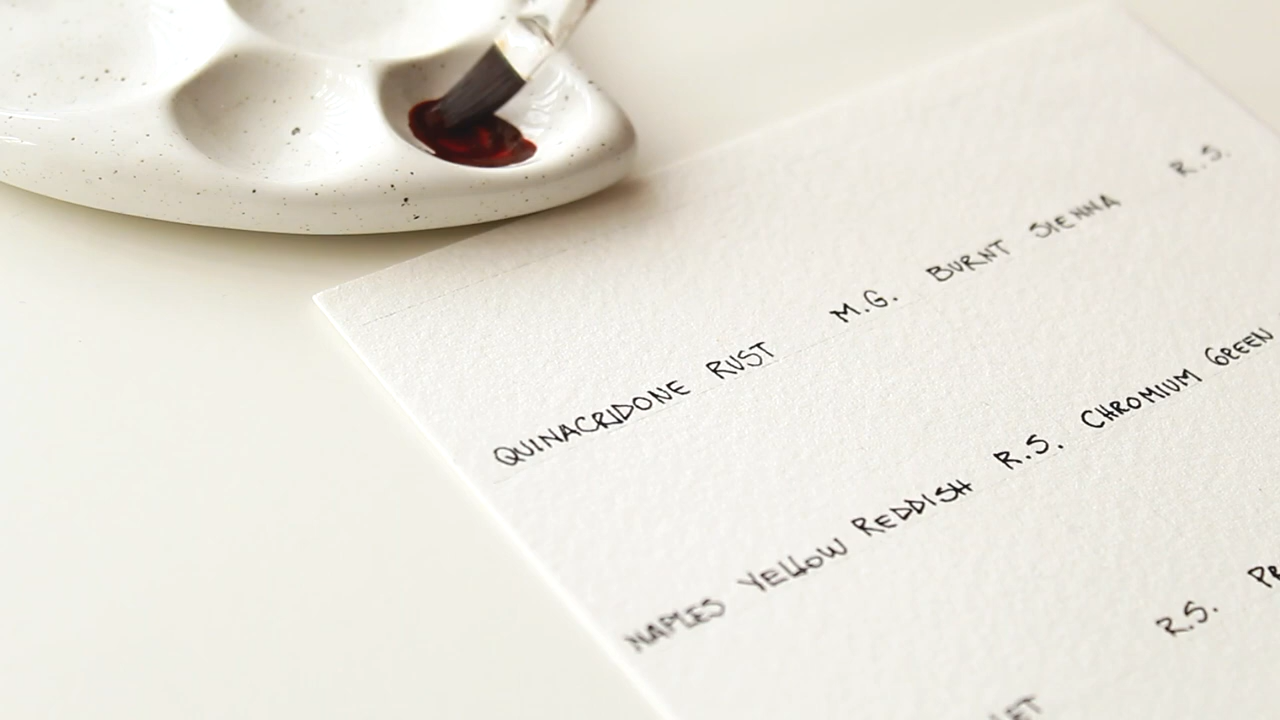 QUINACRIDONE RUST M.G. BURNT SIENNA R.S.
NAPLES YELLOW REDDISH R.S. CHROMIUM GREEN
R.S.